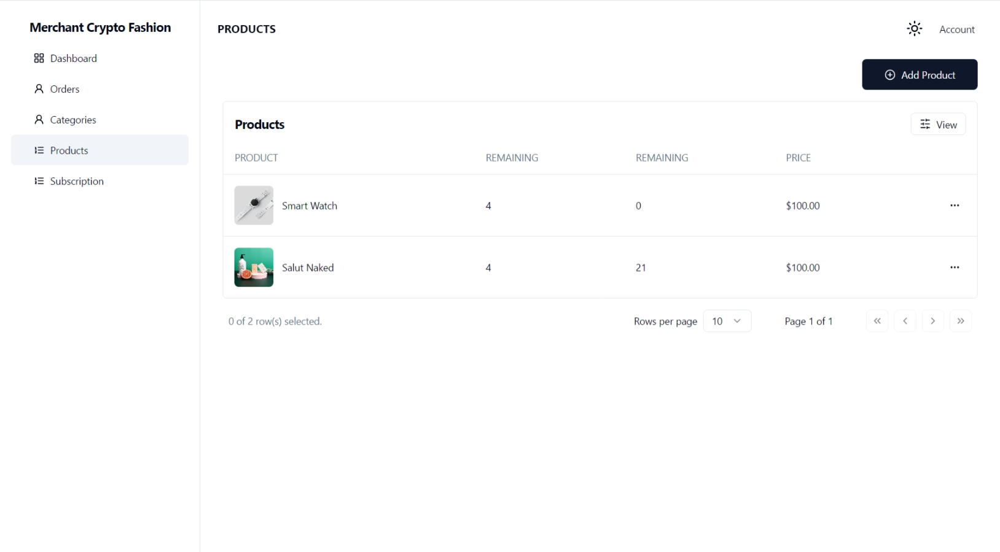 Merchant Crypto Fashion
Dashboard
Orders
Categories
Products
Subscription
PRODUCTS
Account
Add Product
Products
View
PRODUCT REMAINING REMAINING PRICE
Smart Watch 4 0 $100.00
Salut Naked 4 21 $100.00
0 of 2 row(s) selected. Rows per page 10 Page 1 of 1